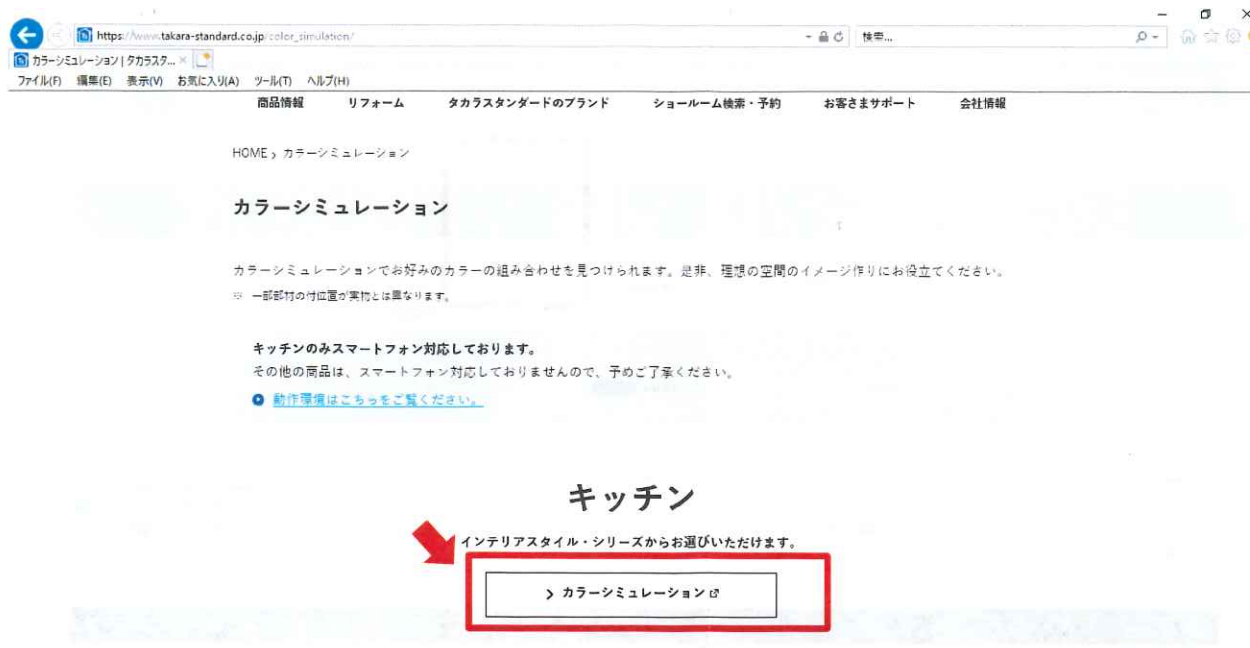 https://www.takara-standard.co.jp/color_simulation/
検索...
カラーシミュレーション | タカラスタ...
ファイル(F) 編集(E) 表示(V) お気に入り(A) ツール(T) ヘルプ(H)
商品情報 リフォーム タカラスタンダードのブランド ショールーム検索・予約 お客さまサポート 会社情報
HOME > カラーシミュレーション
カラーシミュレーション
カラーシミュレーションでお好みのカラーの組み合わせを見つけられます。是非、理想の空間のイメージ作りにお役立てください。
※ 一部部材の付位置が実物とは異なります。
キッチンのみスマートフォン対応しております。
その他の商品は、スマートフォン対応しておりませんので、予めご了承ください。
動作環境はこちらをご覧ください。
キッチン
インテリアスタイル・シリーズからお選びいただけます。
> カラーシミュレーション